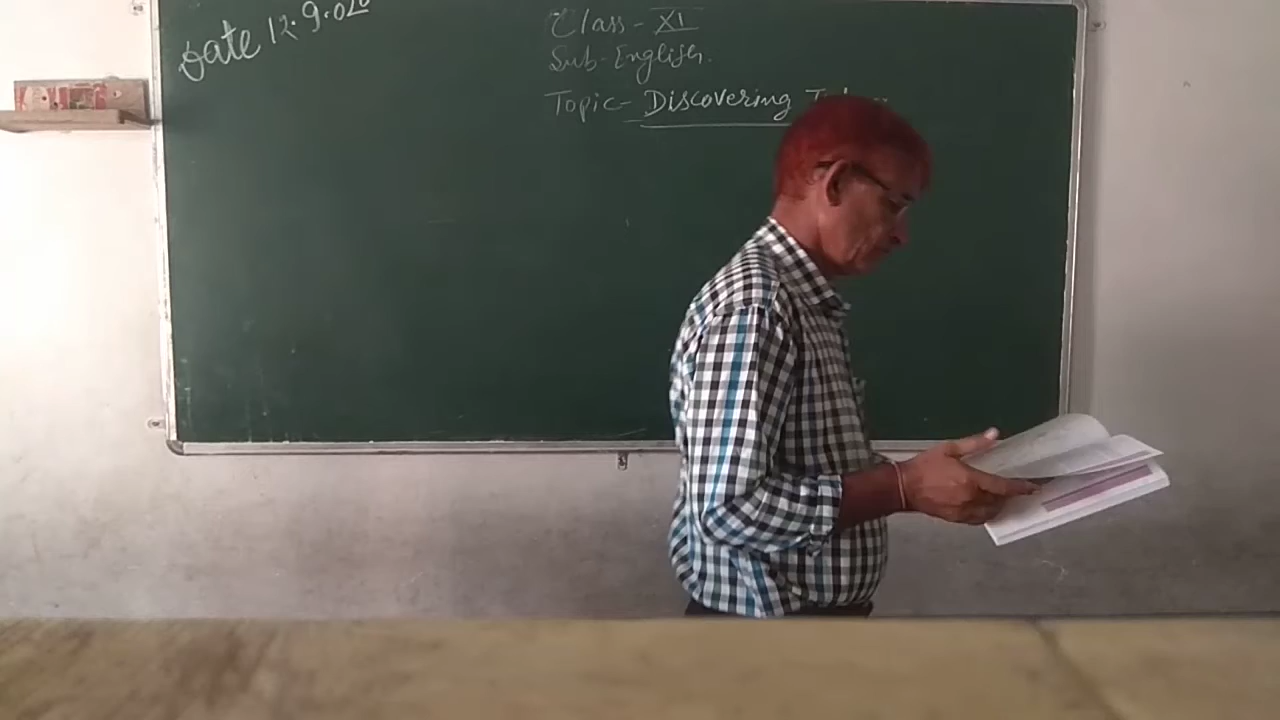 Date 12.9.020
Class - XI
Sub- English.
Topic- Discovering